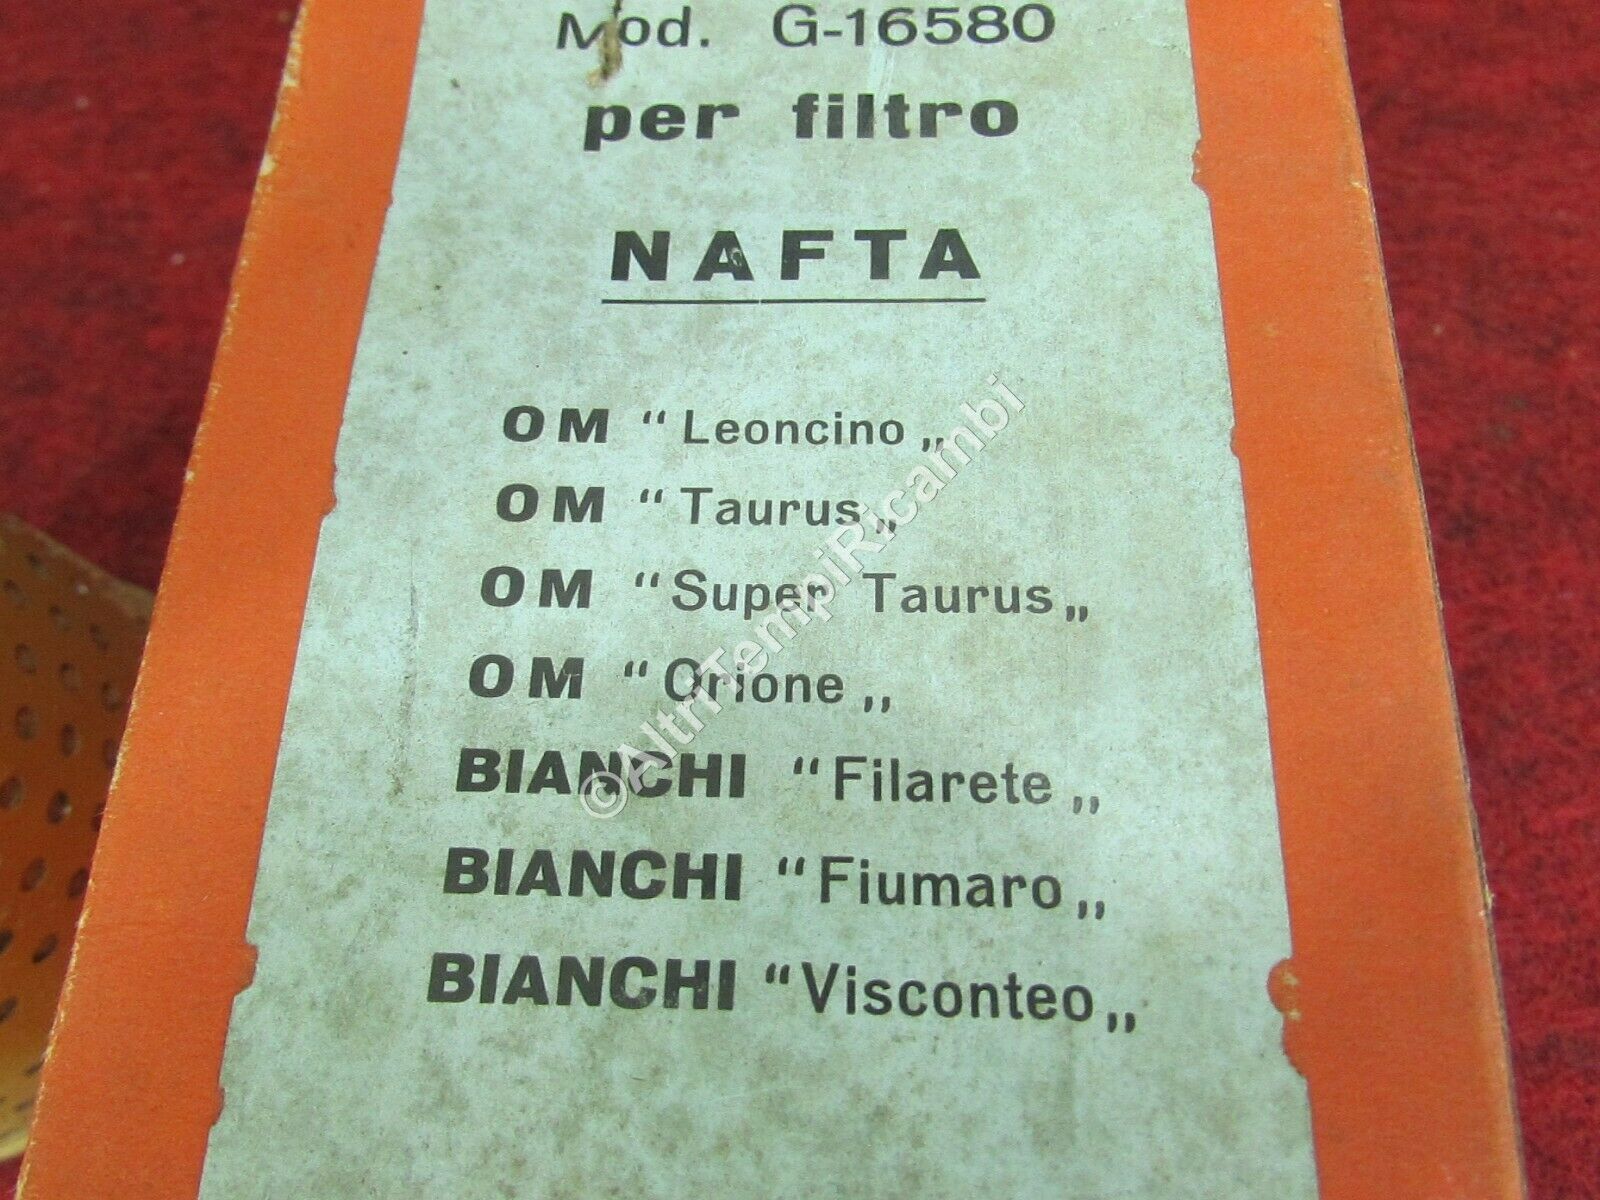 Mod. G-16580
per filtro
NAFTA
OM “Leoncino„
OM “Taurus„
OM “Super Taurus„
OM “Orione„
BIANCHI “Filarete„
BIANCHI “Fiumaro„
BIANCHI “Visconteo„
©AltriTempiRicambi